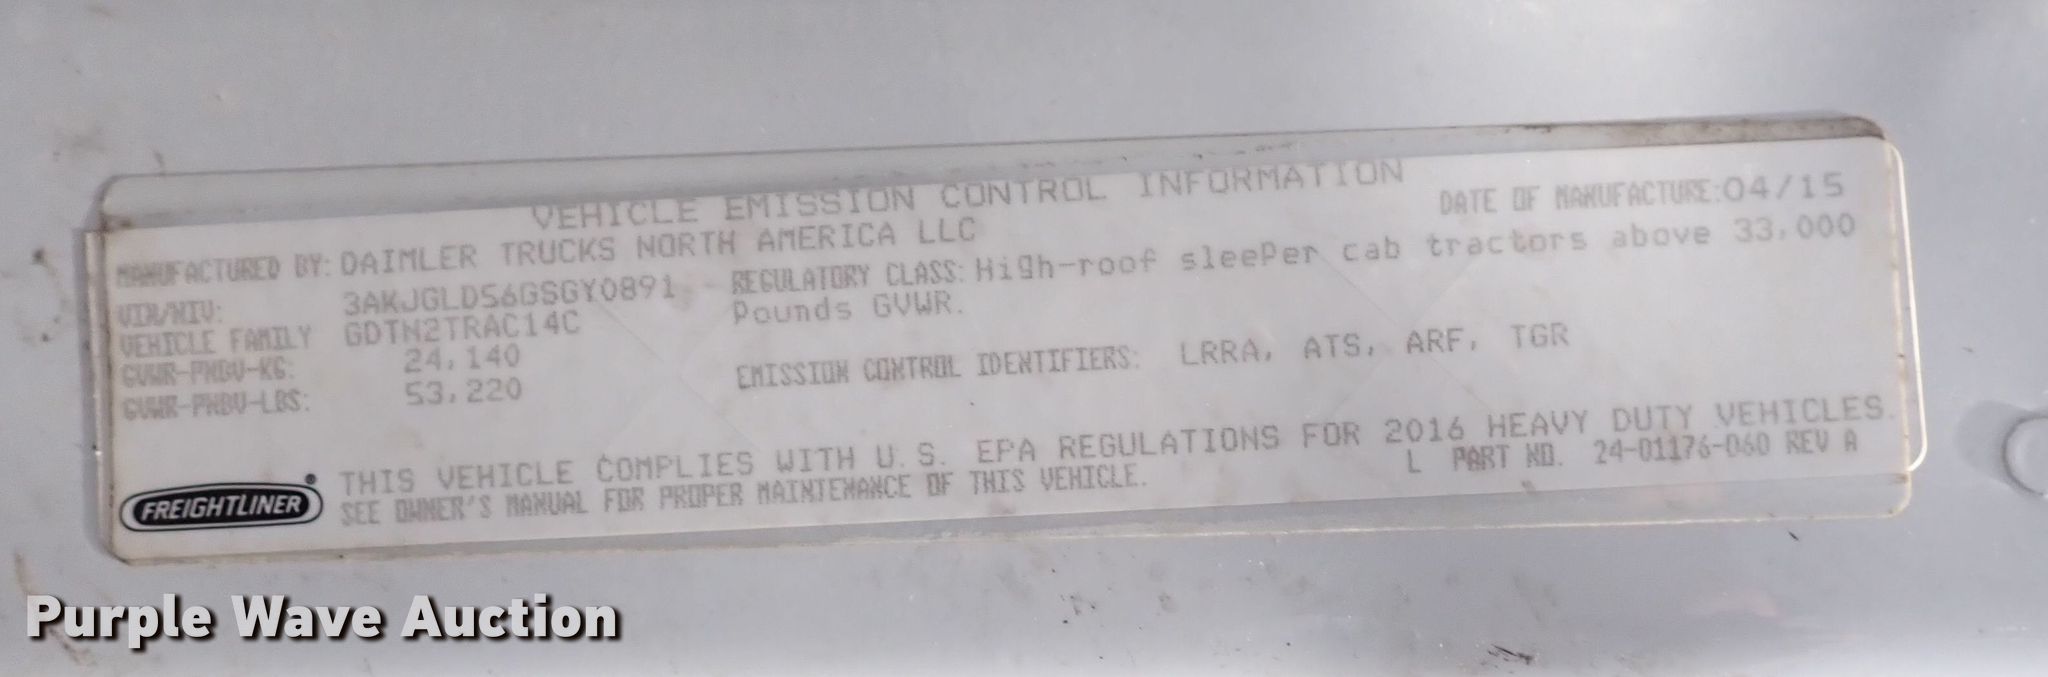 VEHICLE EMISSION CONTROL INFORMATION
DATE OF MANUFACTURE:04/15
MANUFACTURED BY: DAIMLER TRUCKS NORTH AMERICA LLC
VIN/NIV: 3AKJGLD56GSGY0891
REGULATORY CLASS: High-roof sleeper cab tractors above 33,000
Pounds GVWR.
VEHICLE FAMILY GDTN2TRAC14C
GVWR-PNBV-KG: 24,140
GVWR-PNBV-LBS: 53,220
EMISSION CONTROL IDENTIFIERS: LRRA, ATS, ARF, TGR
THIS VEHICLE COMPLIES WITH U.S. EPA REGULATIONS FOR 2016 HEAVY DUTY VEHICLES.
SEE OWNER'S MANUAL FOR PROPER MAINTENANCE OF THIS VEHICLE.
L PART NO. 24-01176-060 REV A
FREIGHTLINER
Purple Wave Auction